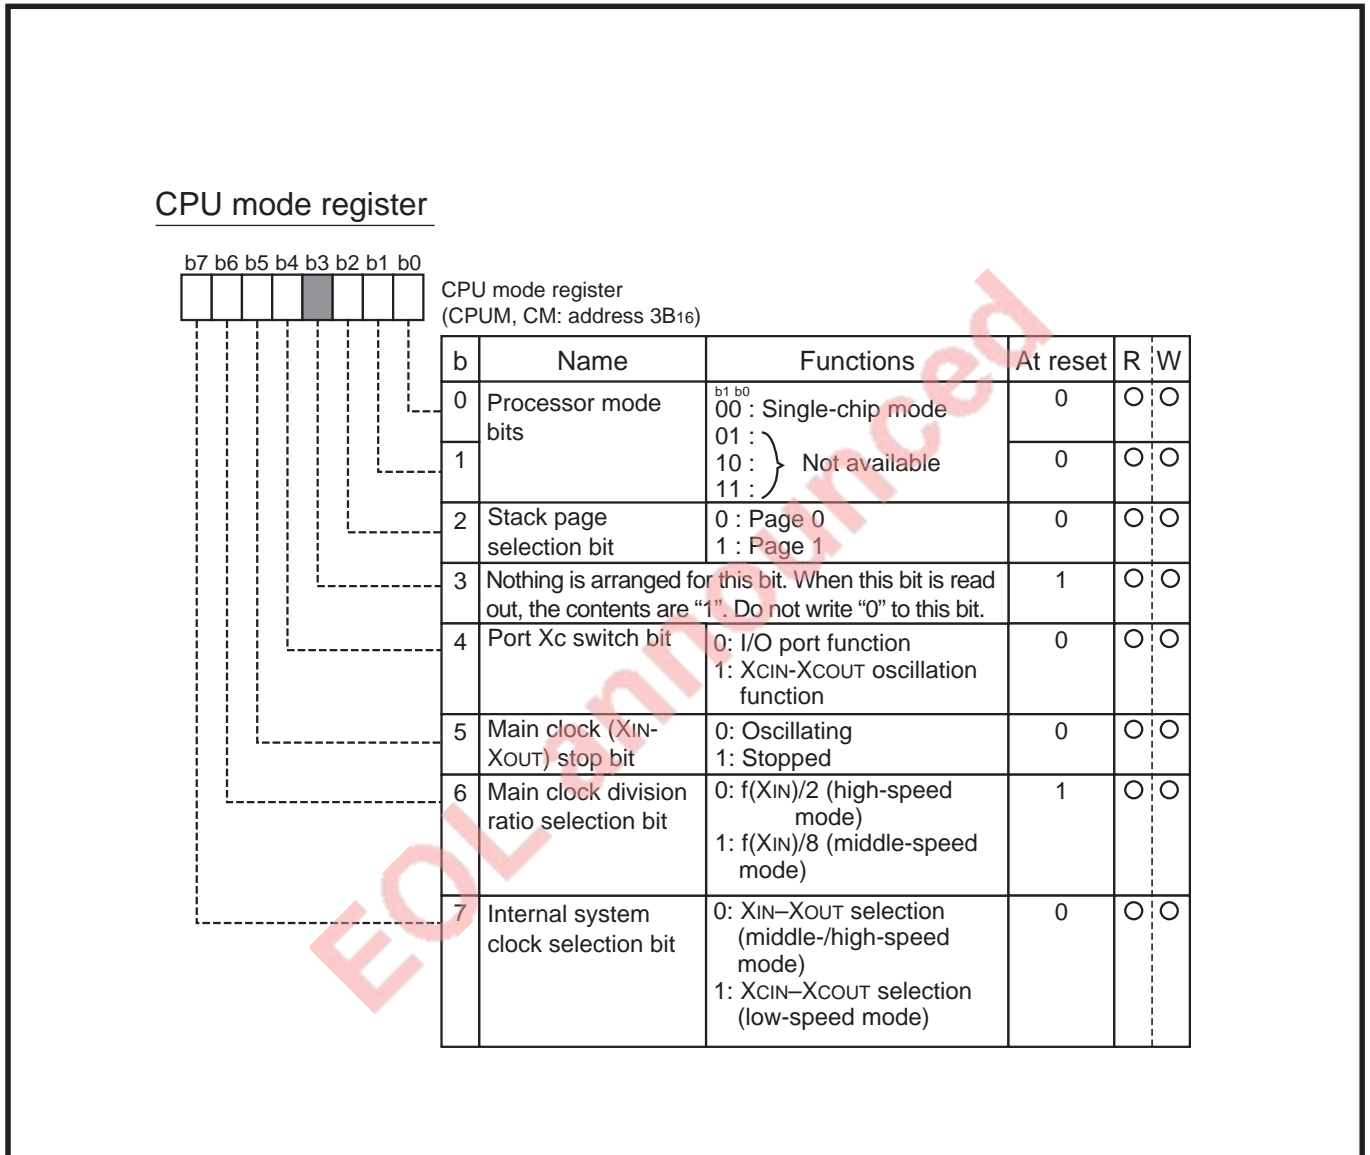 CPU mode register
b7 b6 b5 b4 b3 b2 b1 b0
CPU mode register
(CPUM, CM: address 3B16)
b Name Functions At reset R W
0 Processor mode bits
b1 b0
00 : Single-chip mode
01 :
10 : Not available
11 :
0
1 0
2 Stack page
selection bit
0 : Page 0
1 : Page 1
0
3 Nothing is arranged for this bit. When this bit is read
out, the contents are “1”. Do not write “0” to this bit.
1
4 Port Xc switch bit
0: I/O port function
1: XCIN-XCOUT oscillation
function
0
5 Main clock (XIN-
XOUT) stop bit
0: Oscillating
1: Stopped
0
6 Main clock division
ratio selection bit
0: f(XIN)/2 (high-speed
mode)
1: f(XIN)/8 (middle-speed
mode)
1
7 Internal system
clock selection bit
0: XIN–XOUT selection
(middle-/high-speed
mode)
1: XCIN–XCOUT selection
(low-speed mode)
0
EOL announced